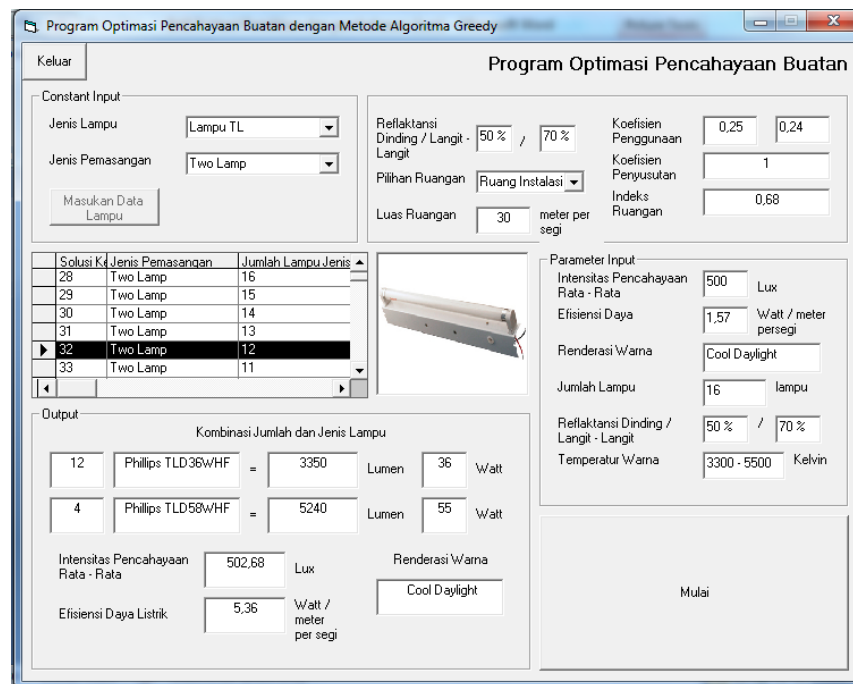 Program Optimasi Pencahayaan Buatan dengan Metode Algoritma Greedy
Keluar
Program Optimasi Pencahayaan Buatan
Constant Input
Jenis Lampu
Lampu TL
Jenis Pemasangan
Two Lamp
Masukan Data
Lampu
Reflaktansi
Dinding / Langit -
Langit
50 % / 70 %
Pilihan Ruangan
Ruang Instalasi
Luas Ruangan
30
meter per
segi
Koefisien
Penggunaan
0,25 0,24
Koefisien
Penyusutan
1
Indeks
Ruangan
0,68
Solusi Ke Jenis Pemasangan Jumlah Lampu Jenis
28 Two Lamp 16
29 Two Lamp 15
30 Two Lamp 14
31 Two Lamp 13
32 Two Lamp 12
33 Two Lamp 11
Parameter Input
Intensitas Pencahayaan
Rata - Rata
500 Lux
Efisiensi Daya
1,57
Watt / meter
persegi
Renderasi Warna
Cool Daylight
Jumlah Lampu
16 lampu
Reflaktansi Dinding /
Langit - Langit
50 % / 70 %
Temperatur Warna
3300 - 5500 Kelvin
Output
Kombinasi Jumlah dan Jenis Lampu
12 Phillips TLD36WHF = 3350 Lumen 36 Watt
4 Phillips TLD58WHF = 5240 Lumen 55 Watt
Intensitas Pencahayaan
Rata - Rata
502,68 Lux
Efisiensi Daya Listrik
5,36
Watt /
meter
per segi
Renderasi Warna
Cool Daylight
Mulai